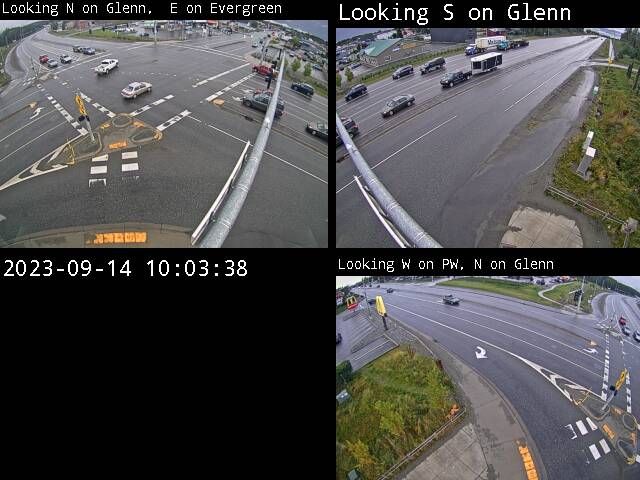 Looking N on Glenn,  E on Evergreen
Looking S on Glenn
2023-09-14 10:03:38
Looking W on PW, N on Glenn